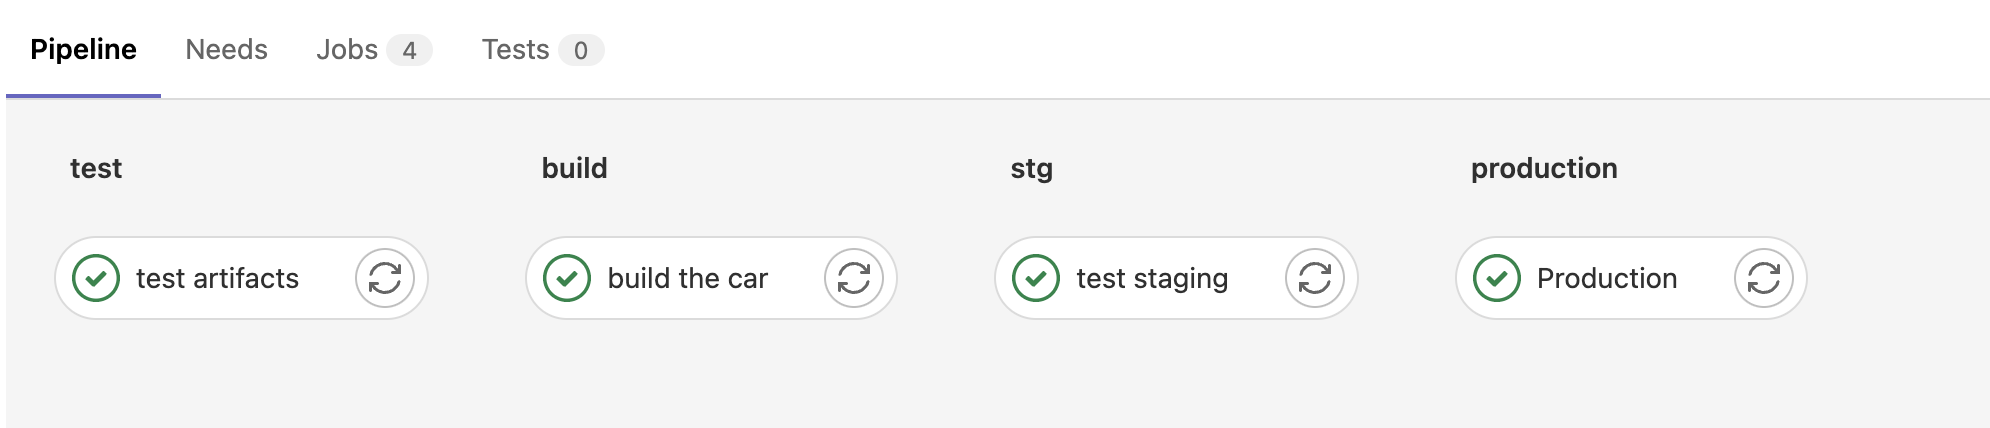 Pipeline Needs Jobs 4 Tests 0
test build stg production
test artifacts build the car test staging Production